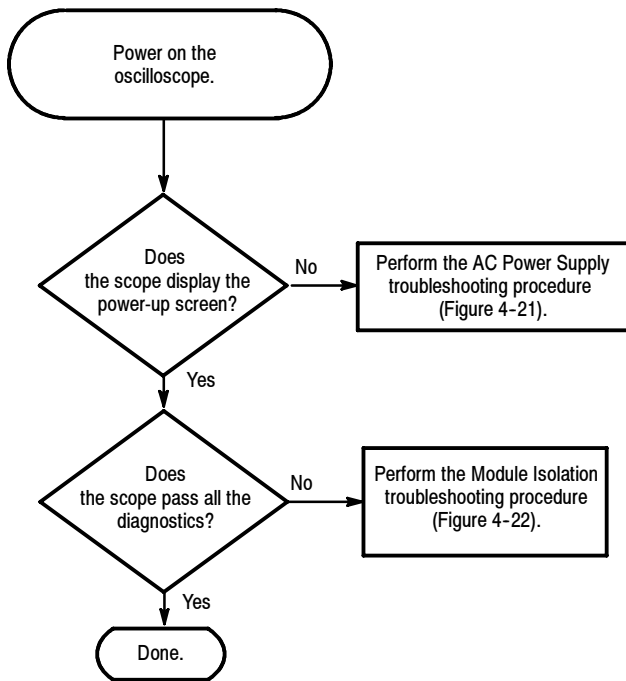 Power on the
oscilloscope.
Does
the scope display the
power-up screen?
No
Perform the AC Power Supply
troubleshooting procedure
(Figure 4-21).
Yes
Does
the scope pass all the
diagnostics?
No
Perform the Module Isolation
troubleshooting procedure
(Figure 4-22).
Yes
Done.